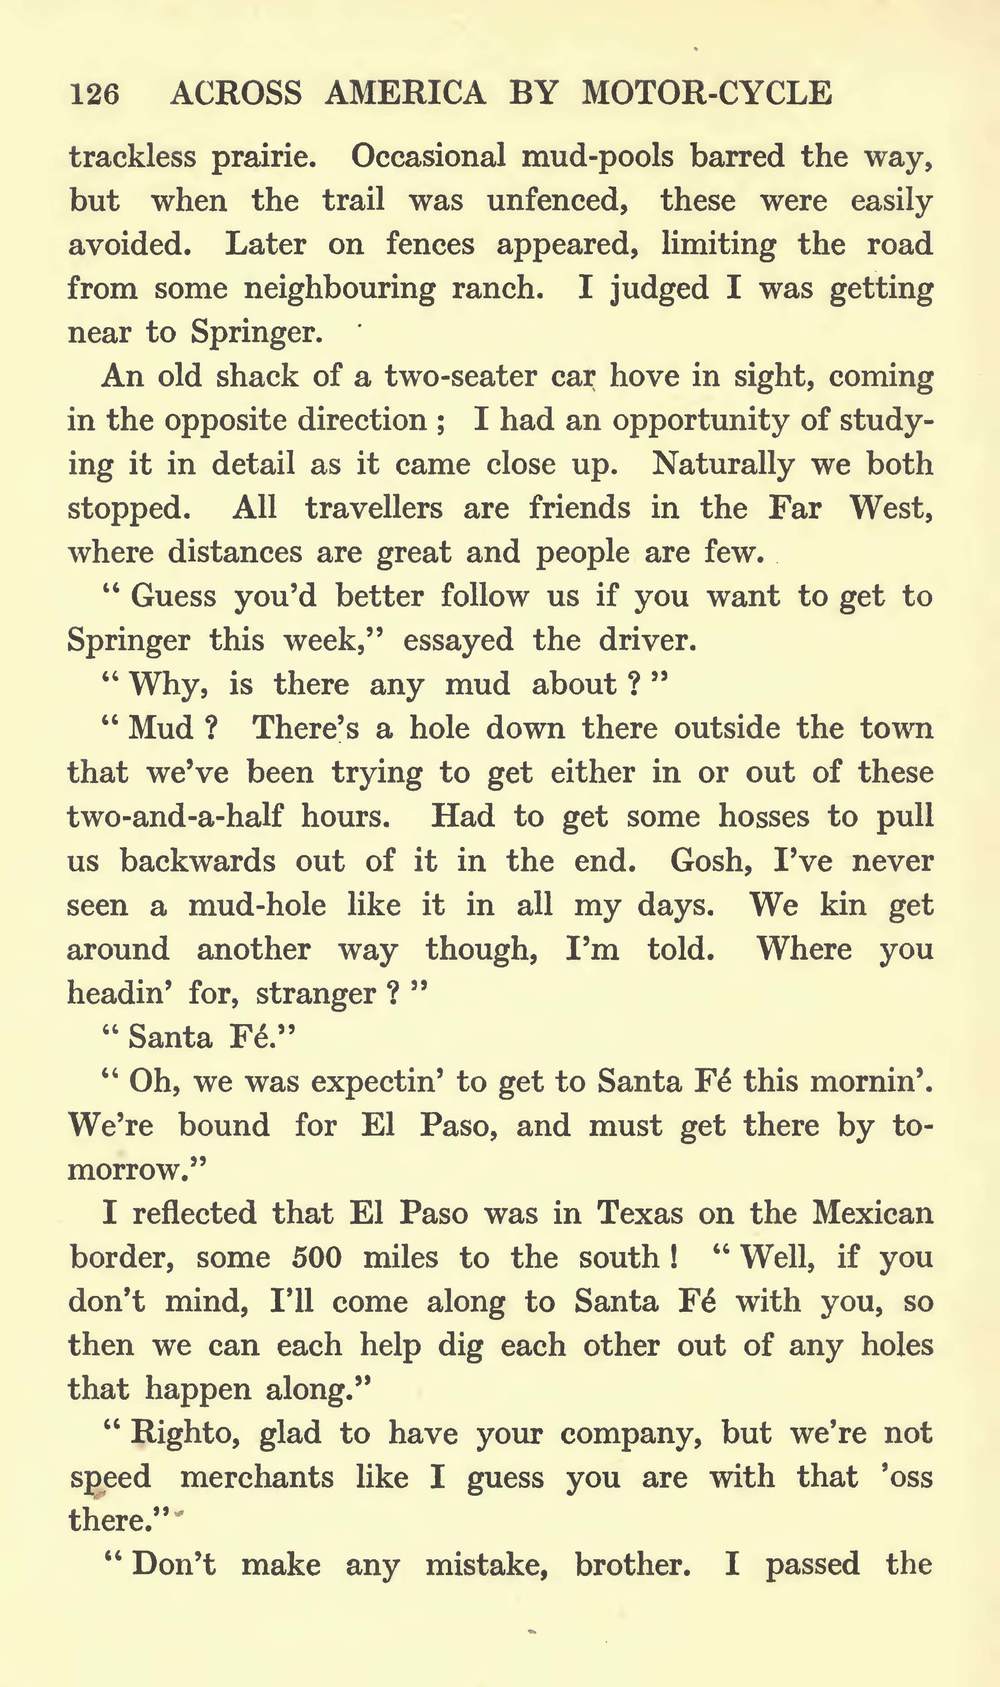 126 ACROSS AMERICA BY MOTOR-CYCLE
trackless prairie. Occasional mud-pools barred the way,
but when the trail was unfenced, these were easily
avoided. Later on fences appeared, limiting the road
from some neighbouring ranch. I judged I was getting
near to Springer.
An old shack of a two-seater car hove in sight, coming
in the opposite direction ; I had an opportunity of study-
ing it in detail as it came close up. Naturally we both
stopped. All travellers are friends in the Far West,
where distances are great and people are few.
“ Guess you’d better follow us if you want to get to
Springer this week,” essayed the driver.
“ Why, is there any mud about ? ”
“ Mud ? There’s a hole down there outside the town
that we’ve been trying to get either in or out of these
two-and-a-half hours. Had to get some hosses to pull
us backwards out of it in the end. Gosh, I’ve never
seen a mud-hole like it in all my days. We kin get
around another way though, I’m told. Where you
headin’ for, stranger ? ”
“ Santa Fé.”
“ Oh, we was expectin’ to get to Santa Fé this mornin’.
We’re bound for El Paso, and must get there by to-
morrow.”
I reflected that El Paso was in Texas on the Mexican
border, some 500 miles to the south ! “ Well, if you
don’t mind, I’ll come along to Santa Fé with you, so
then we can each help dig each other out of any holes
that happen along.”
“ Righto, glad to have your company, but we’re not
speed merchants like I guess you are with that ’oss
there.”
“ Don’t make any mistake, brother. I passed the